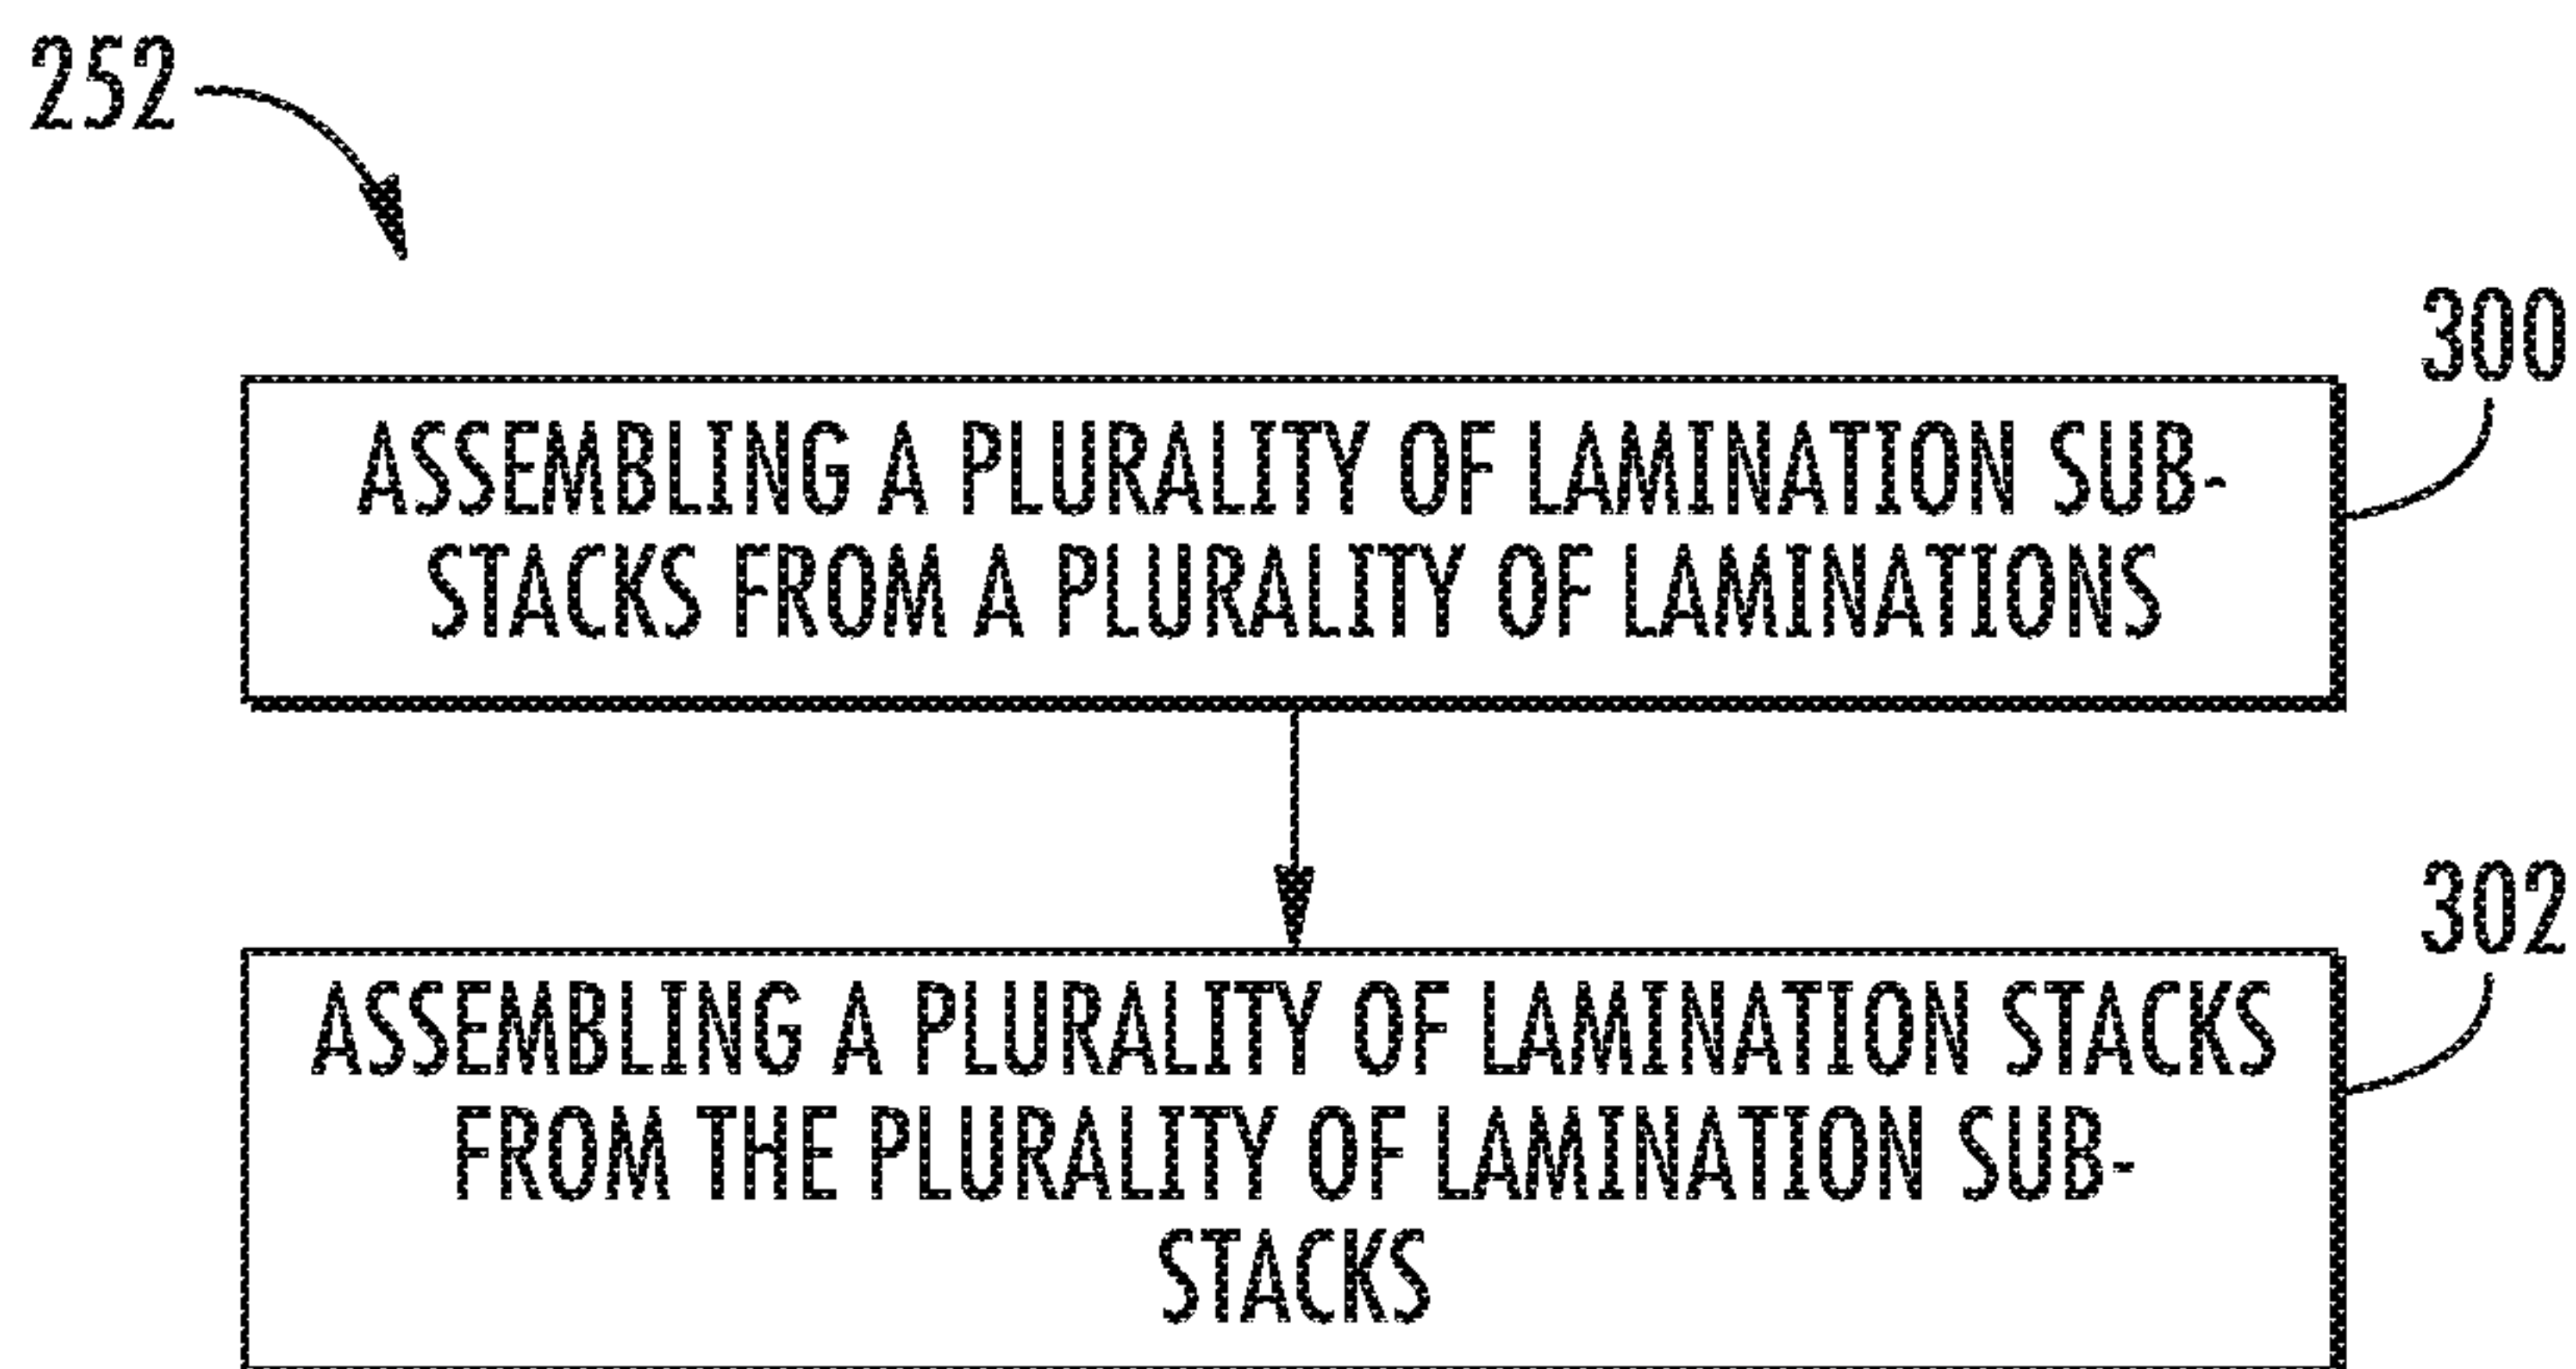 252
300
ASSEMBLING A PLURALITY OF LAMINATION SUB-
STACKS FROM A PLURALITY OF LAMINATIONS
302
ASSEMBLING A PLURALITY OF LAMINATION STACKS
FROM THE PLURALITY OF LAMINATION SUB-
STACKS